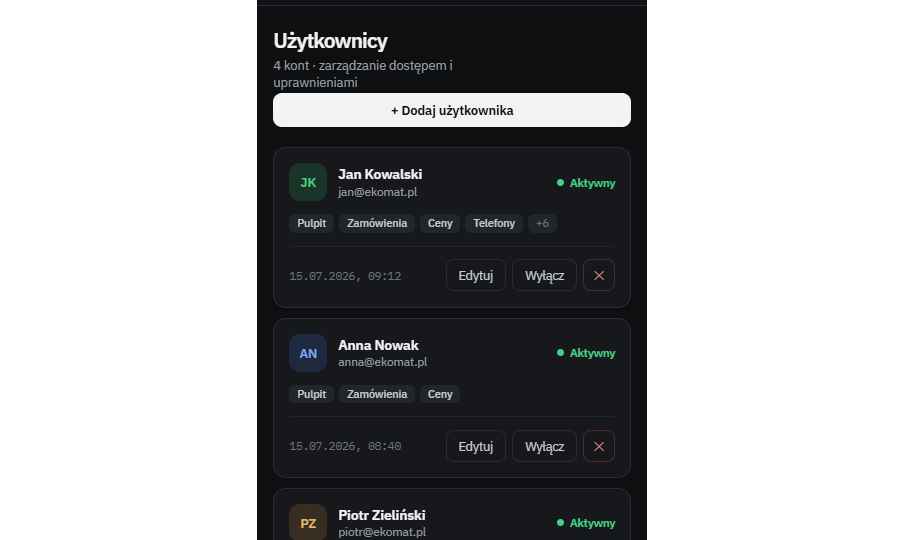 Użytkownicy
4 kont · zarządzanie dostępem i
uprawnieniami
+ Dodaj użytkownika
JK
Jan Kowalski
jan@ekomat.pl
Aktywny
Pulpit Zamówienia Ceny Telefony +6
15.07.2026, 09:12 Edytuj Wyłącz ×
AN
Anna Nowak
anna@ekomat.pl
Aktywny
Pulpit Zamówienia Ceny
15.07.2026, 08:40 Edytuj Wyłącz ×
PZ
Piotr Zieliński
piotr@ekomat.pl
Aktywny